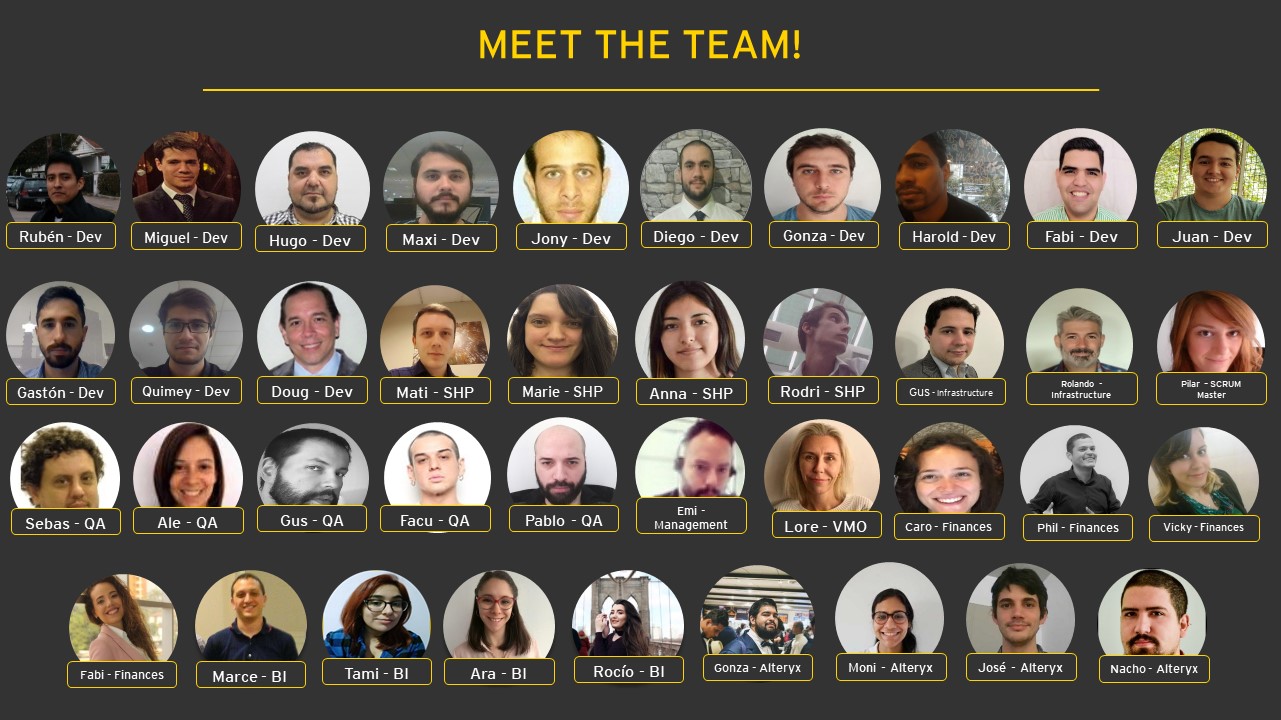 MEET THE TEAM!
Rubén - Dev
Miguel - Dev
Hugo - Dev
Maxi - Dev
Jony - Dev
Diego - Dev
Gonza - Dev
Harold - Dev
Fabi - Dev
Juan - Dev
Gastón - Dev
Quimey - Dev
Doug - Dev
Mati - SHP
Marie - SHP
Anna - SHP
Rodri - SHP
Gus - Infrastructure
Rolando -
Infrastructure
Pilar - SCRUM
Master
Sebas - QA
Ale - QA
Gus - QA
Facu - QA
Pablo - QA
Emi -
Management
Lore - VMO
Caro - Finances
Phil - Finances
Vicky - Finances
Fabi - Finances
Marce - BI
Tami - BI
Ara - BI
Rocío - BI
Gonza - Alteryx
Moni - Alteryx
José - Alteryx
Nacho - Alteryx